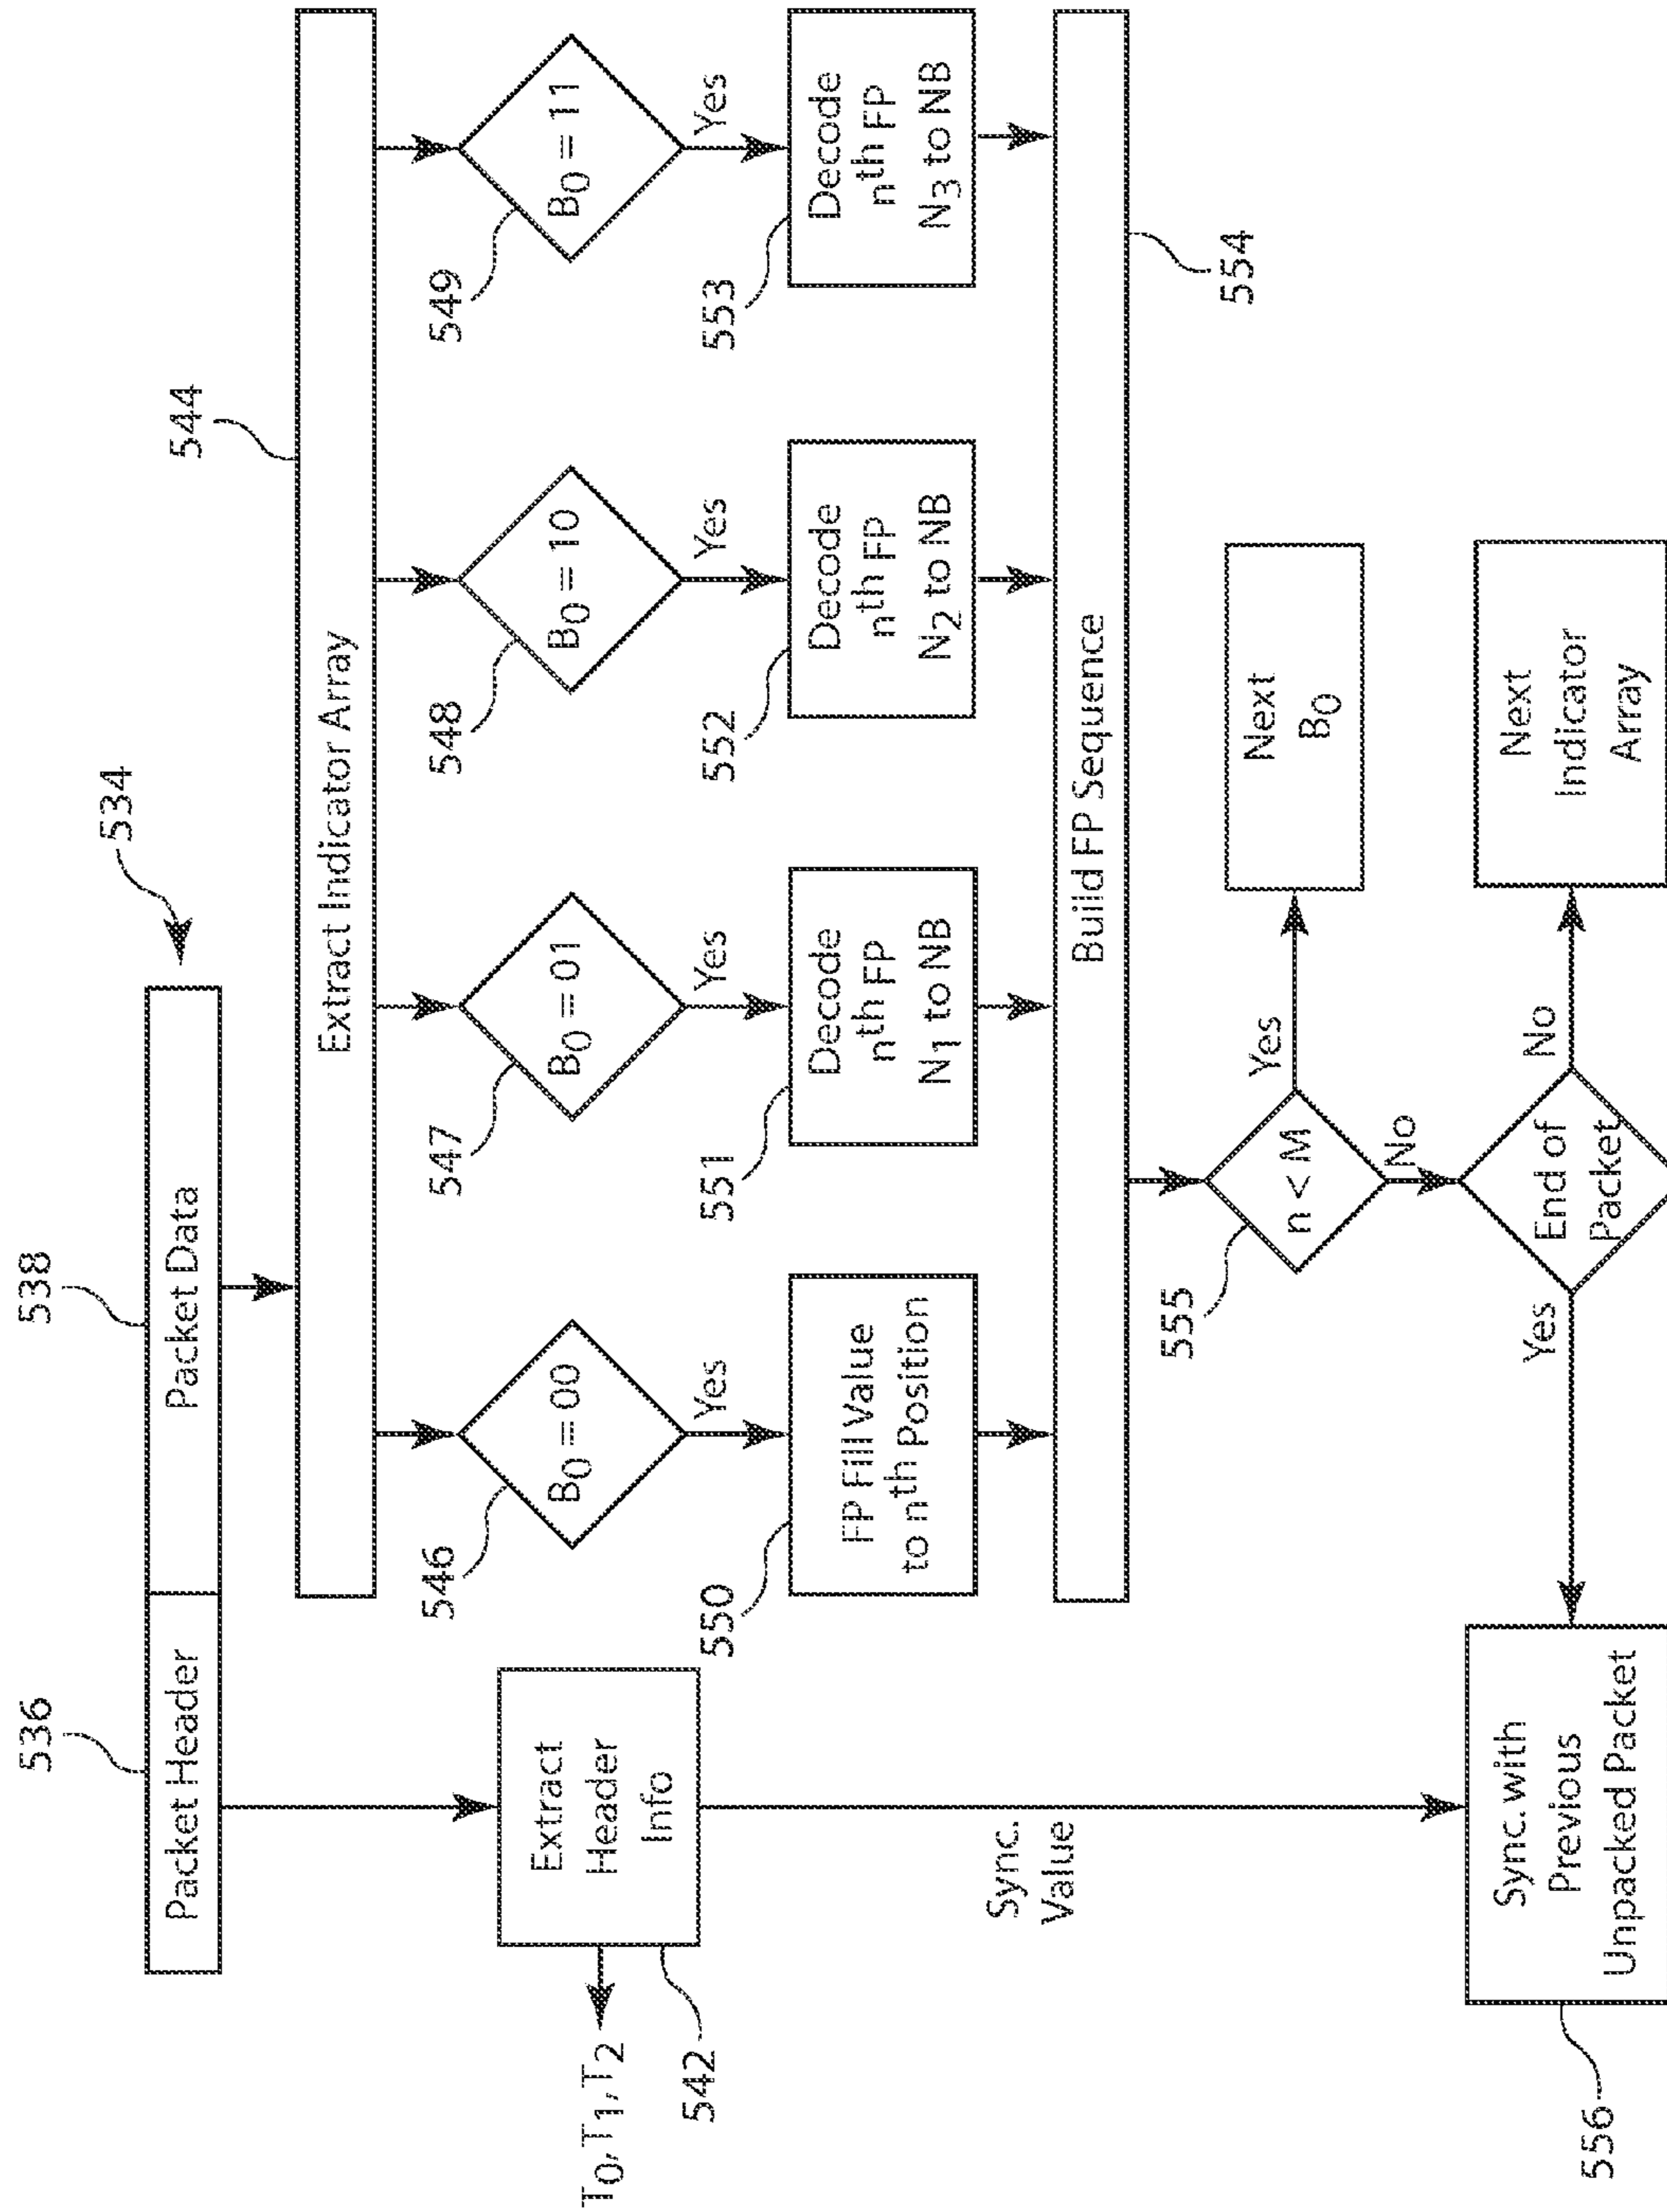 536
538
534
Packet Header
Packet Data
544
Extract Indicator Array
T0, T1, T2
Extract
Header
Info
542
546
B0 = 00
547
B0 = 01
548
B0 = 10
549
B0 = 11
Yes
Yes
Yes
Yes
550
FP Fill Value
to nth Position
551
Decode
nth FP
N1 to NB
552
Decode
nth FP
N2 to NB
553
Decode
nth FP
N3 to NB
Sync.
Value
Build FP Sequence
554
555
n < M
Yes
Next
B0
No
End of
Packet
Yes
No
Next
Indicator
Array
Sync. with
Previous
Unpacked Packet
556